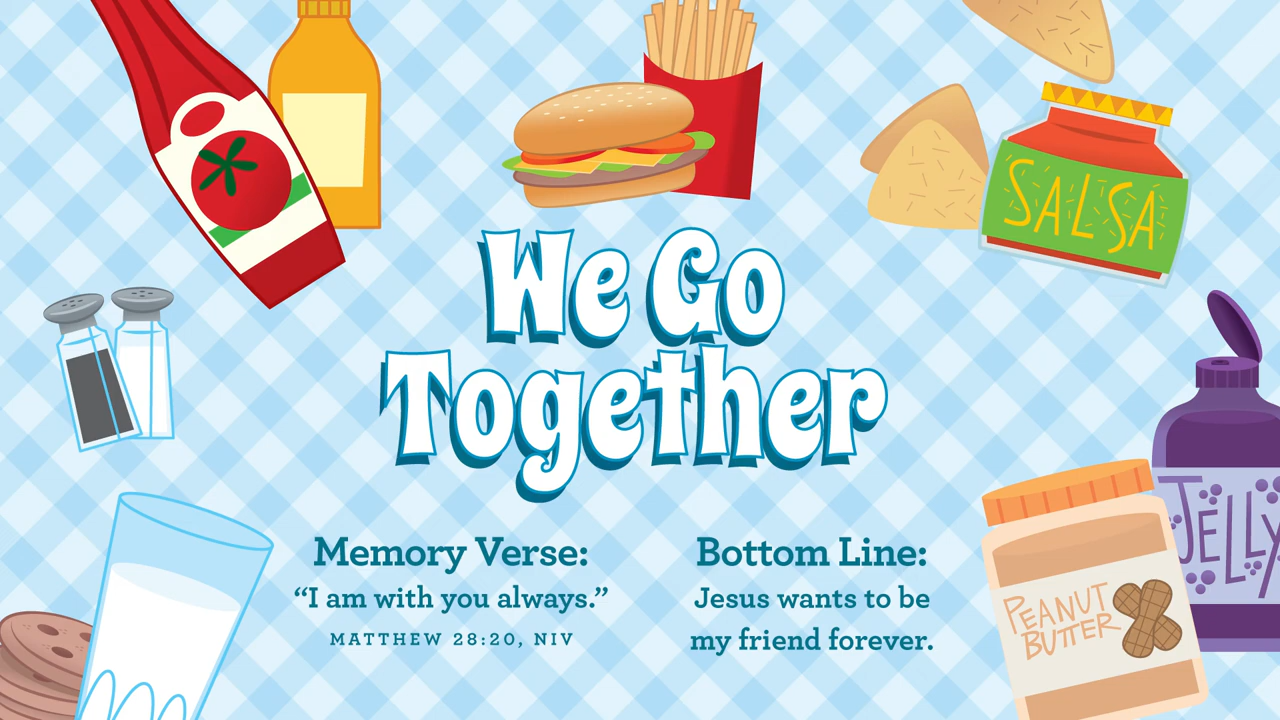 SALSA
We Go
Together
JELLY
PEANUT
BUTTER
Memory Verse:
“I am with you always.”
MATTHEW 28:20, NIV
Bottom Line:
Jesus wants to be
my friend forever.